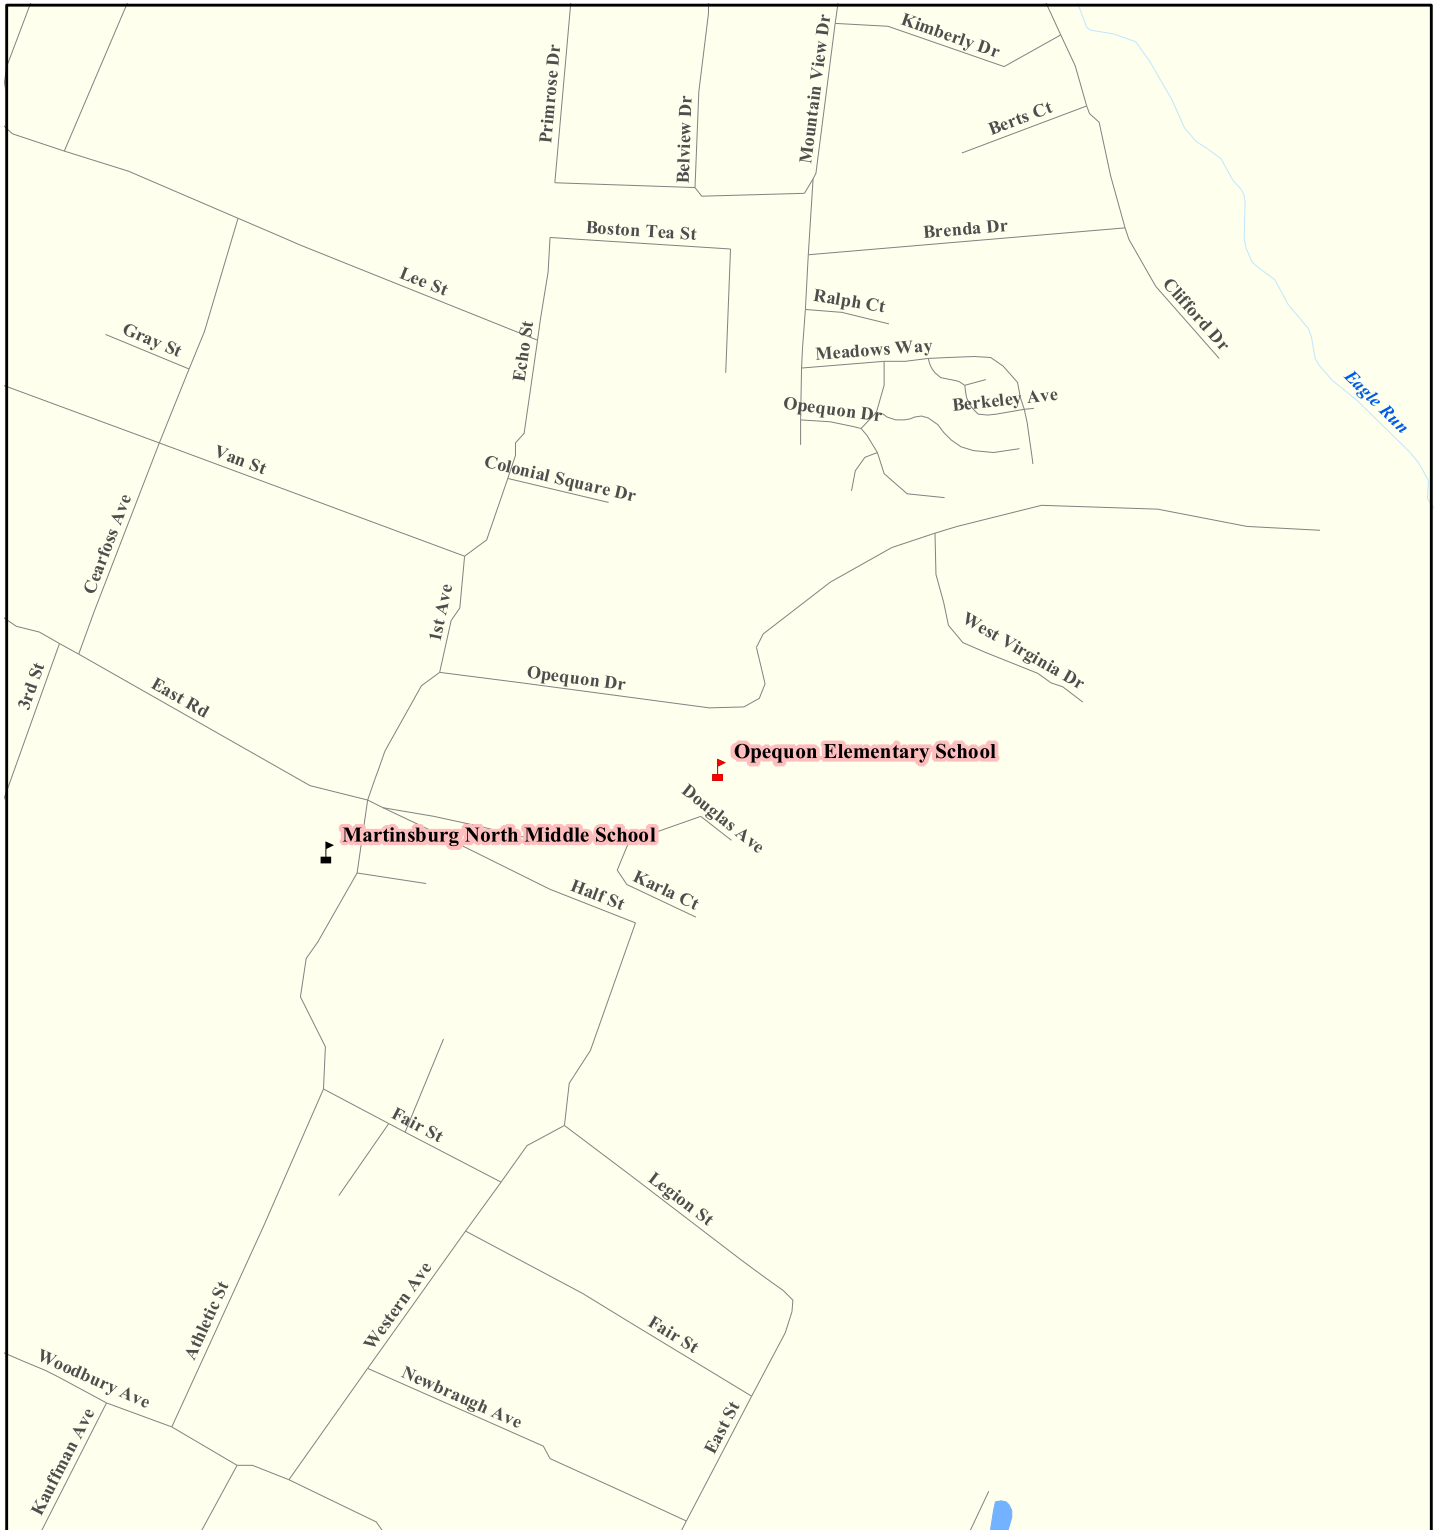 Kimberly Dr
Mountain View Dr
Primrose Dr
Belview Dr
Berts Ct
Boston Tea St
Brenda Dr
Lee St
Clifford Dr
Ralph Ct
Gray St
Echo St
Meadows Way
Eagle Run
Berkeley Ave
Opequon Dr
Van St
Colonial Square Dr
Cearfoss Ave
1st Ave
West Virginia Dr
3rd St
East Rd
Opequon Dr
Opequon Elementary School
Douglas Ave
Martinsburg North Middle School
Karla Ct
Half St
Fair St
Legion St
Athletic St
Western Ave
Fair St
Woodbury Ave
Newbraugh Ave
East St
Kauffman Ave